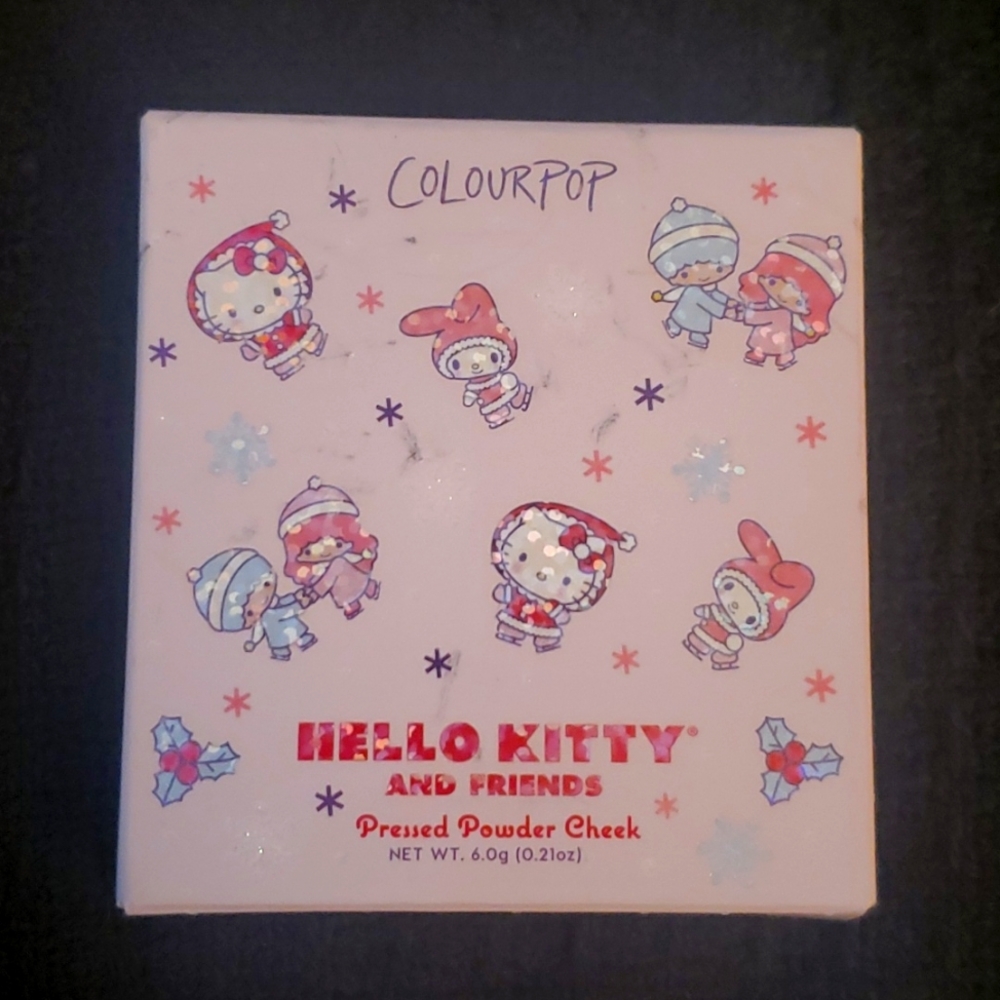 COLOURPOP
HELLO KITTY®
AND FRIENDS
Pressed Powder Cheek
NET WT. 6.0g (0.21oz)